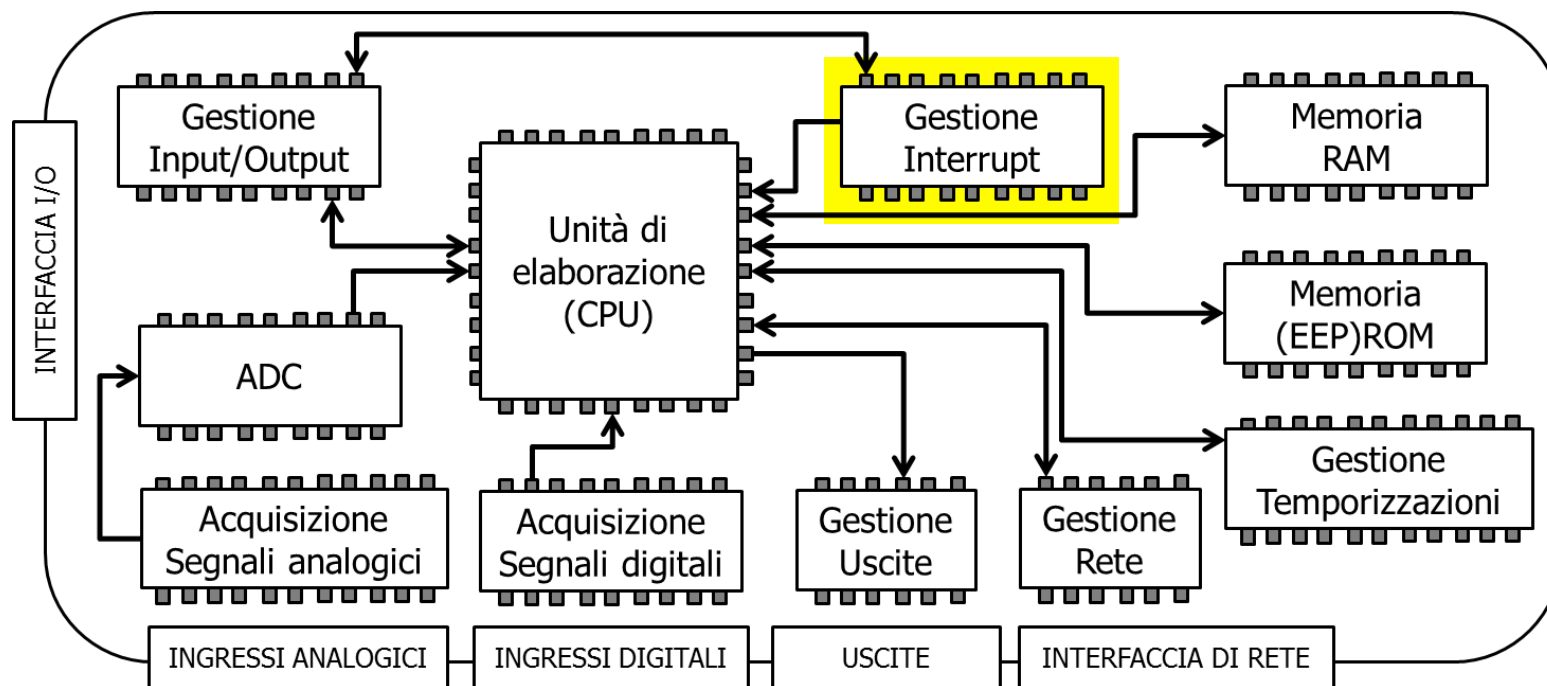 Gestione
Input/Output
Gestione
Interrupt
Memoria
RAM
INTERFACCIA I/O
Unità di
elaborazione
(CPU)
Memoria
(EEP)ROM
ADC
Gestione
Temporizzazioni
Acquisizione
Segnali analogici
Acquisizione
Segnali digitali
Gestione
Uscite
Gestione
Rete
INGRESSI ANALOGICI
INGRESSI DIGITALI
USCITE
INTERFACCIA DI RETE